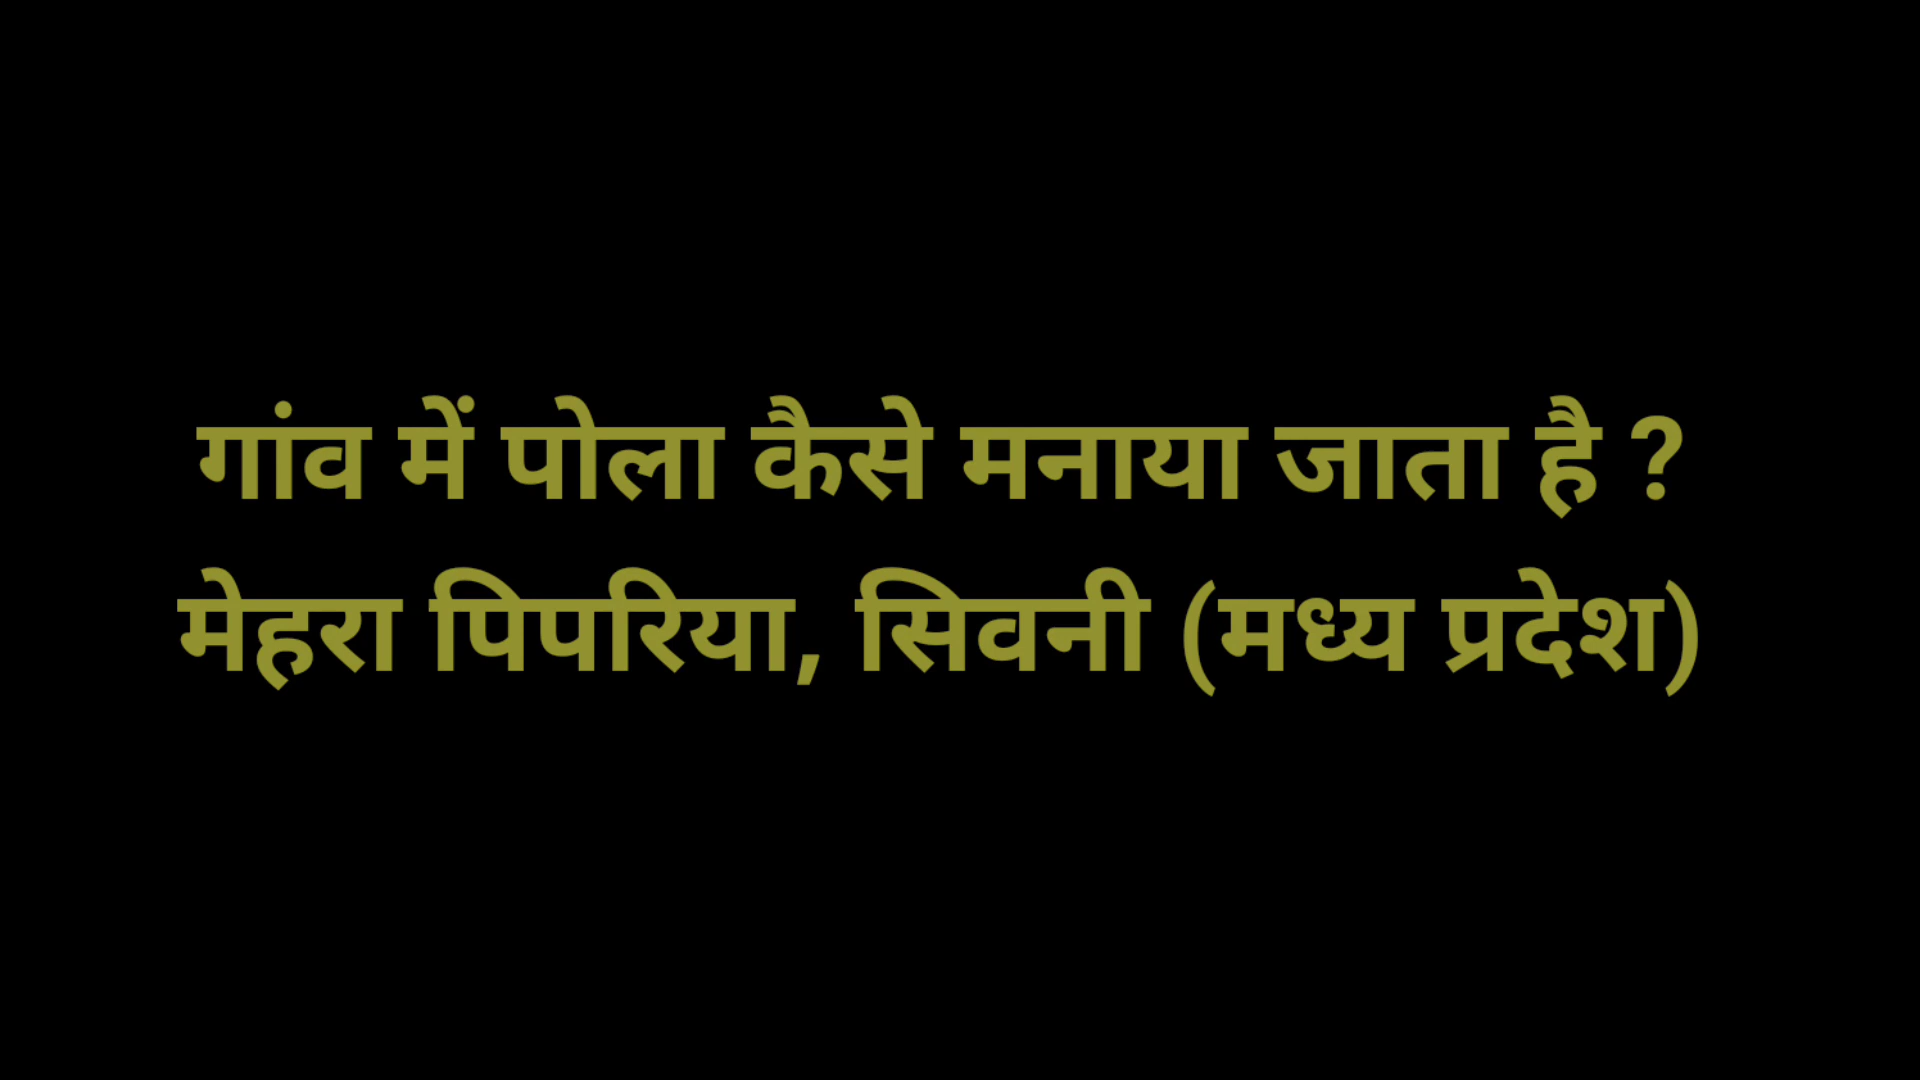 गांव में पोला कैसे मनाया जाता है ?
मेहरा पिपरिया, सिवनी (मध्य प्रदेश)